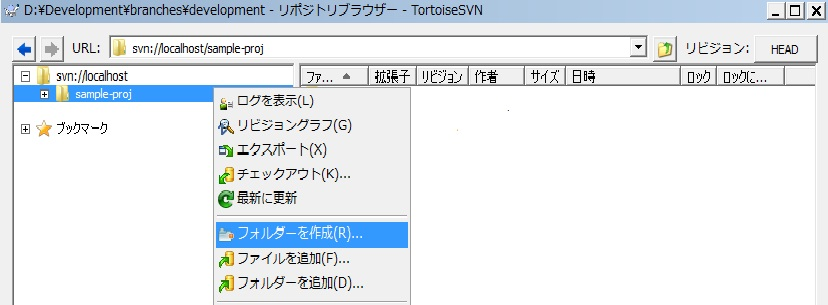 D:¥Development¥branches¥development - リポジトリブラウザー - TortoiseSVN
URL: svn://localhost/sample-proj リビジョン: HEAD
svn://localhost
sample-proj
ブックマーク
ファ... 拡張子 リビジョン 作者 サイズ 日時 ロック ロックに...
ログを表示(L)
リビジョングラフ(G)
エクスポート(X)
チェックアウト(K)...
最新に更新
フォルダーを作成(R)...
ファイルを追加(F)...
フォルダーを追加(D)...